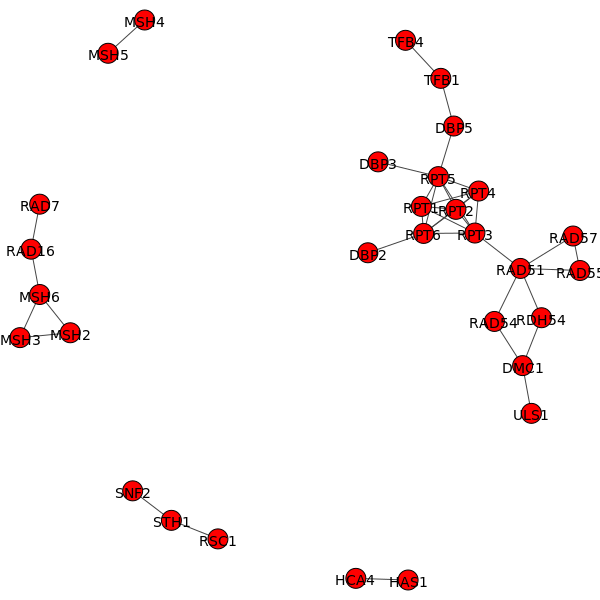 MSH4
MSH5
TFB4
TFB1
DBP5
DBP3
RPT5
RPT4
RPT1
RPT2
RPT6
RPT3
DBP2
RAD7
RAD16
MSH6
MSH3
MSH2
RAD57
RAD51
RAD55
RAD54
RDH54
DMC1
ULS1
SNF2
STH1
RSC1
HCA4
HAS1